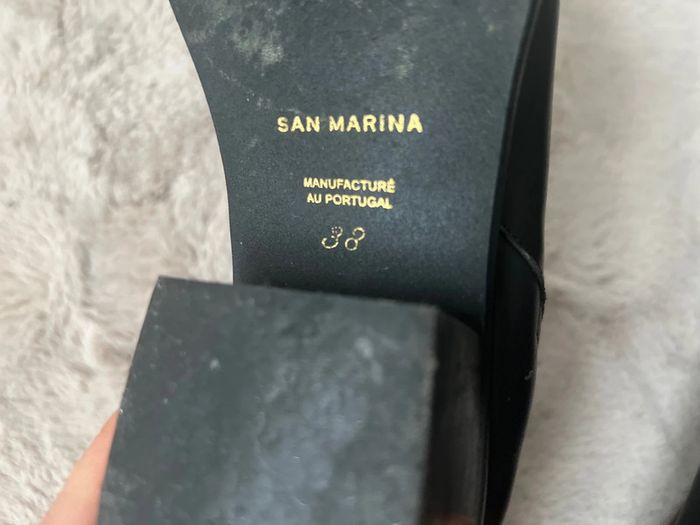 SAN MARINA
MANUFACTURÉ
AU PORTUGAL
38